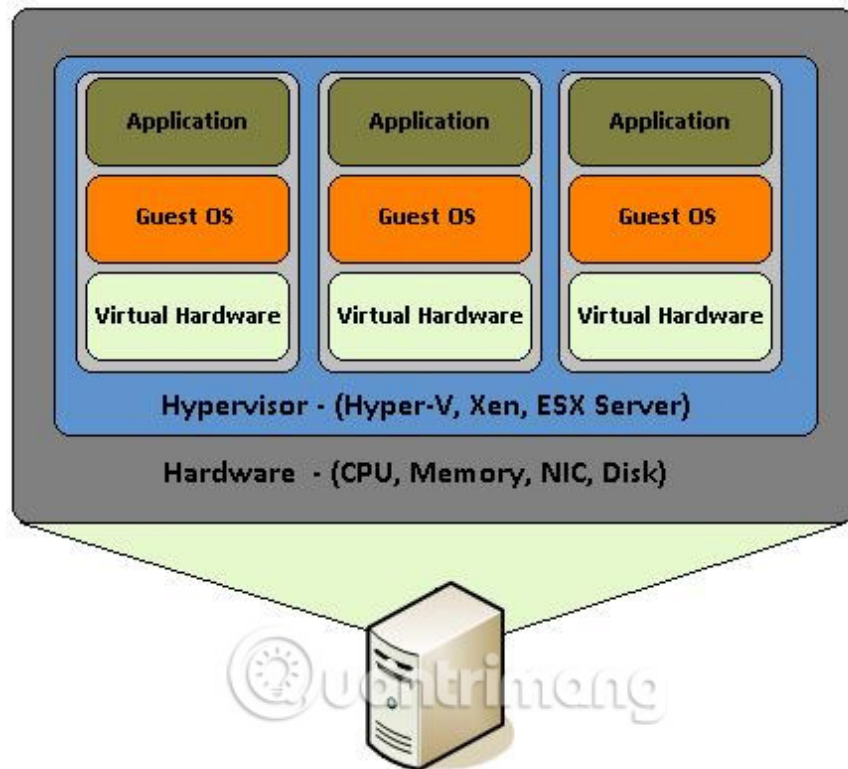 Application Application Application
Guest OS Guest OS Guest OS
Virtual Hardware Virtual Hardware Virtual Hardware
Hypervisor - (Hyper-V, Xen, ESX Server)
Hardware - (CPU, Memory, NIC, Disk)
Quantrimang